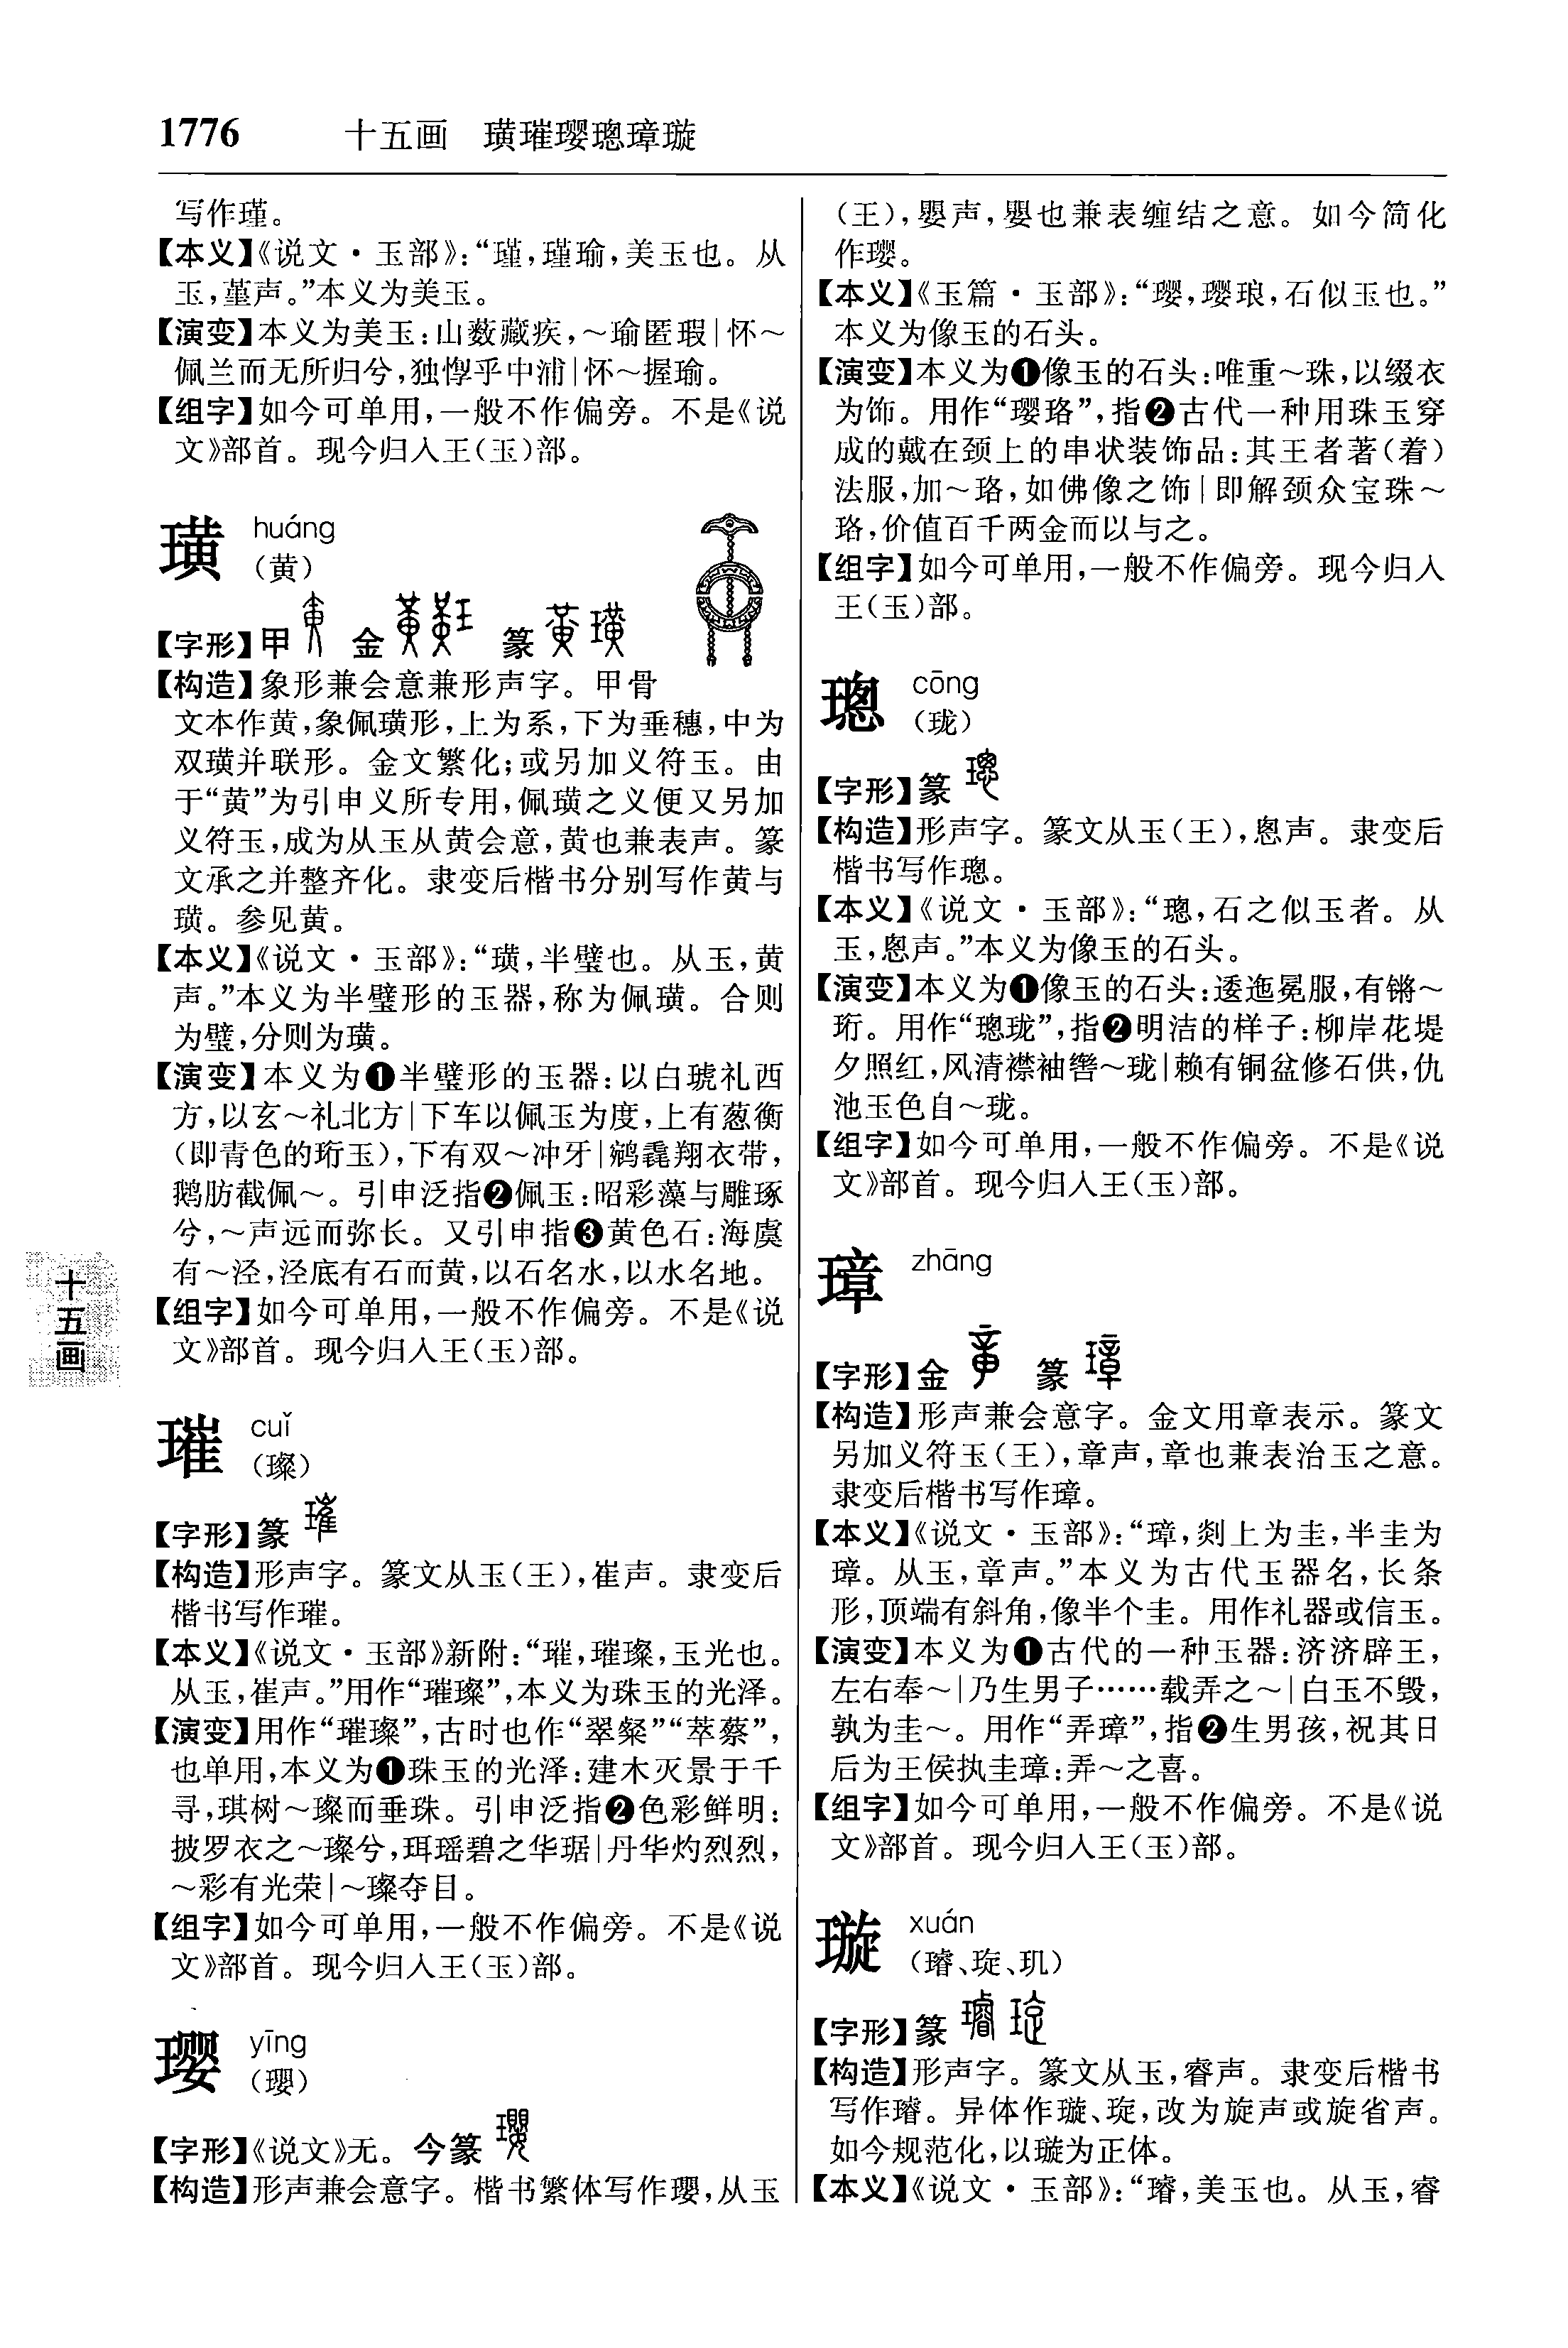 1776 十五画 璜璀璎璁璋璇
写作瑾。
【本义】《说文·玉部》：“瑾，瑾瑜，美玉也。从
玉，堇声。”本义为美玉。
【演变】本义为美玉：山薮藏疾，～瑜匿瑕|怀～
佩兰而无所归兮，独惸乎中浦|怀～握瑜。
【组字】如今可单用，一般不作偏旁。不是《说
文》部首。现今归入王(玉)部。
璜 huáng
（黄）
【字形】甲 金 篆
【构造】象形兼会意兼形声字。甲骨
文本作黄，象佩璜形，上为系，下为垂穗，中为
双璜并联形。金文繁化；或另加义符玉。由
于“黄”为引申义所专用，佩璜之义便又另加
义符玉，成为从玉从黄会意，黄也兼表声。篆
文承之并整齐化。隶变后楷书分别写作黄与
璜。参见黄。
【本义】《说文·玉部》：“璜，半璧也。从玉，黄
声。”本义为半璧形的玉器，称为佩璜。合则
为璧，分则为璜。
【演变】本义为❶半璧形的玉器：以白琥礼西
方，以玄～礼北方|下车以佩玉为度，上有葱衡
（即青色的珩玉），下有双～冲牙|鹓毳翔衣带，
鹅肪截佩～。引申泛指❷佩玉：昭彩藻与雕琢
兮，～声远而弥长。又引申指❸黄色石：海虞
有～泾，泾底有石而黄，以石名水，以水名地。
【组字】如今可单用，一般不作偏旁。不是《说
文》部首。现今归入王(玉)部。
璀 cuǐ
（璨）
【字形】篆
【构造】形声字。篆文从玉(王)，崔声。隶变后
楷书写作璀。
【本义】《说文·玉部》新附：“璀，璀璨，玉光也。
从玉，崔声。”用作“璀璨”，本义为珠玉的光泽。
【演变】用作“璀璨”，古时也作“翠粲”“萃蔡”，
也单用，本义为❶珠玉的光泽：建木灭景于千
寻，琪树～璨而垂珠。引申泛指❷色彩鲜明：
披罗衣之～璨兮，珥瑶碧之华琚|丹华灼烈烈，
～彩有光荣|～璨夺目。
【组字】如今可单用，一般不作偏旁。不是《说
文》部首。现今归入王(玉)部。
璎 yīng
（瓔）
【字形】《说文》无。今篆
【构造】形声兼会意字。楷书繁体写作瓔，从玉
（王），嬰声，嬰也兼表缠结之意。如今简化
作璎。
【本义】《玉篇·玉部》：“璎，璎琅，石似玉也。”
本义为像玉的石头。
【演变】本义为❶像玉的石头：唯重～珠，以缀衣
为饰。用作“璎珞”，指❷古代一种用珠玉穿
成的戴在颈上的串状装饰品：其王者著(着)
法服，加～珞，如佛像之饰|即解颈众宝珠～
珞，价值百千两金而以与之。
【组字】如今可单用，一般不作偏旁。现今归入
王(玉)部。
璁 cōng
（珑）
【字形】篆
【构造】形声字。篆文从玉(王)，悤声。隶变后
楷书写作璁。
【本义】《说文·玉部》：“璁，石之似玉者。从
玉，悤声。”本义为像玉的石头。
【演变】本义为❶像玉的石头：逶迤冕服，有锵～
珩。用作“璁珑”，指❷明洁的样子：柳岸花堤
夕照红，风清襟袖辔～珑|赖有铜盆修石供，仇
池玉色自～珑。
【组字】如今可单用，一般不作偏旁。不是《说
文》部首。现今归入王(玉)部。
璋 zhāng
【字形】金 篆
【构造】形声兼会意字。金文用章表示。篆文
另加义符玉(王)，章声，章也兼表治玉之意。
隶变后楷书写作璋。
【本义】《说文·玉部》：“璋，剡上为圭，半圭为
璋。从玉，章声。”本义为古代玉器名，长条
形，顶端有斜角，像半个圭。用作礼器或信玉。
【演变】本义为❶古代的一种玉器：济济辟王，
左右奉～|乃生男子……载弄之～|白玉不毁，
孰为圭～。用作“弄璋”，指❷生男孩，祝其日
后为王侯执圭璋：弄～之喜。
【组字】如今可单用，一般不作偏旁。不是《说
文》部首。现今归入王(玉)部。
璇 xuán
（璿、琁、玑）
【字形】篆
【构造】形声字。篆文从玉，睿声。隶变后楷书
写作璿。异体作璇、琁，改为旋声或旋省声。
如今规范化，以璇为正体。
【本义】《说文·玉部》：“璿，美玉也。从玉，睿
十五画